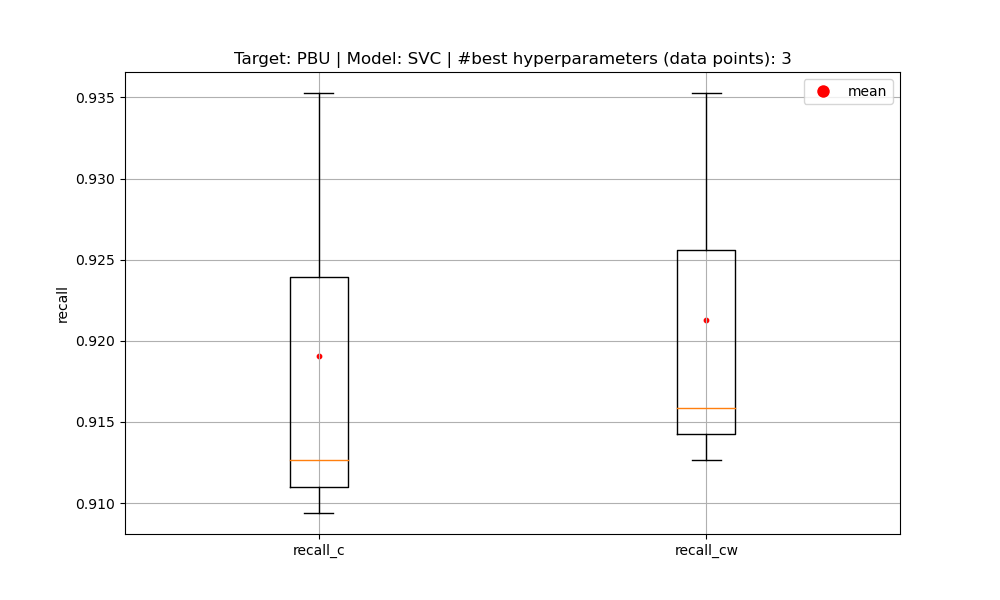 Target: PBU | Model: SVC | #best hyperparameters (data points): 3
mean
0.935
0.930
0.925
0.920
0.915
0.910
recall
recall_c
recall_cw